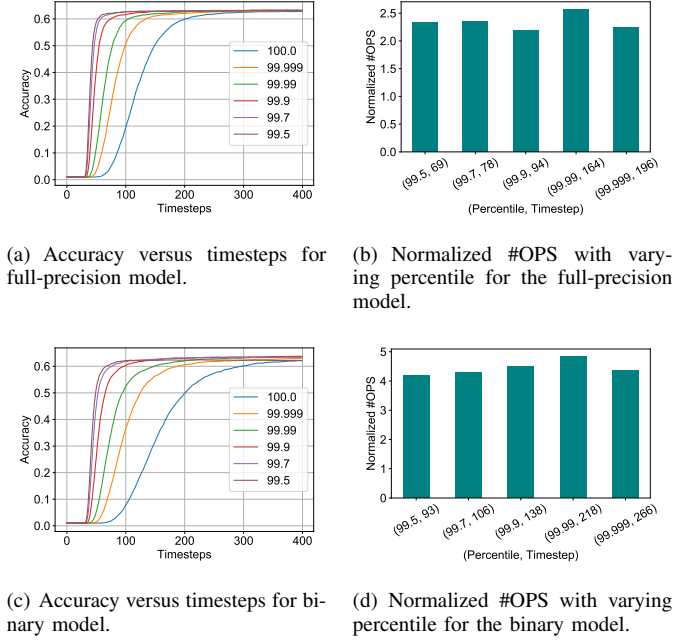 0.6
0.5
0.4
0.3
0.2
0.1
0.0
Accuracy
0 100 200 300 400
Timesteps
100.0
99.999
99.99
99.9
99.7
99.5
2.5
2.0
1.5
1.0
0.5
0.0
Normalized #OPS
(99.5, 69) (99.7, 78) (99.9, 94) (99.99, 164) (99.999, 196)
(Percentile, Timestep)
(a) Accuracy versus timesteps for
full-precision model.
(b) Normalized #OPS with vary-
ing percentile for the full-precision
model.
0.6
0.5
0.4
0.3
0.2
0.1
0.0
Accuracy
0 100 200 300 400
Timesteps
100.0
99.999
99.99
99.9
99.7
99.5
5
4
3
2
1
0
Normalized #OPS
(99.5, 93) (99.7, 106) (99.9, 138) (99.99, 218) (99.999, 266)
(Percentile, Timestep)
(c) Accuracy versus timesteps for bi-
nary model.
(d) Normalized #OPS with varying
percentile for the binary model.